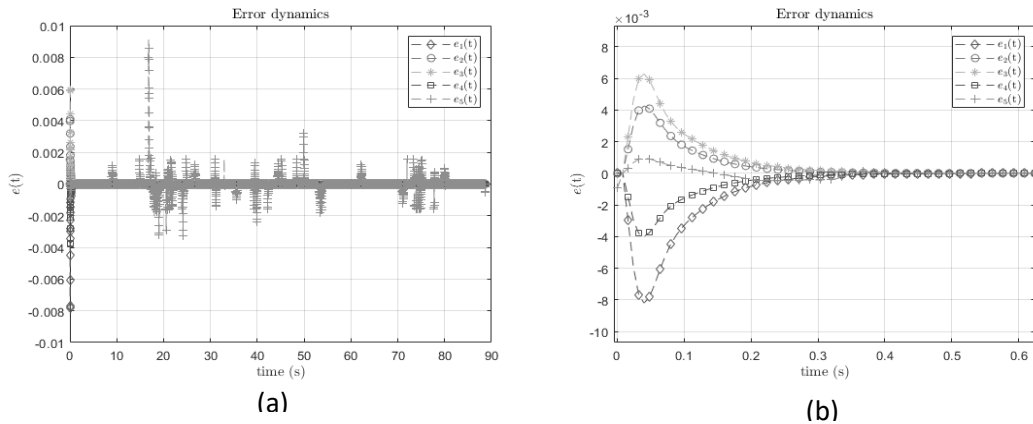 Error dynamics
0.01
0.008
0.006
0.004
0.002
0
-0.002
-0.004
-0.006
-0.008
-0.01
e(t)
e₁(t)
e₂(t)
e₃(t)
e₄(t)
e₅(t)
0 10 20 30 40 50 60 70 80 90
time (s)
(a)
Error dynamics
×10⁻³
8
6
4
2
0
-2
-4
-6
-8
-10
e(t)
e₁(t)
e₂(t)
e₃(t)
e₄(t)
e₅(t)
0 0.1 0.2 0.3 0.4 0.5 0.6
time (s)
(b)